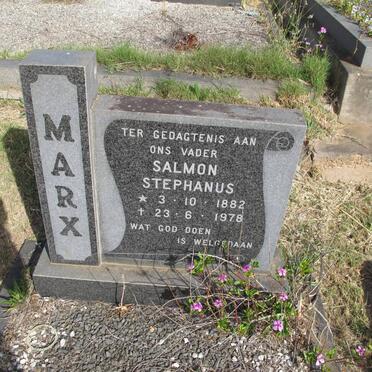 MARX
TER GEDAGTENIS AAN
ONS VADER
SALMON
STEPHANUS
★ 3 - 10 - 1882
✝ 23 - 6 - 1978
WAT GOD DOEN
IS WELGEDAAN